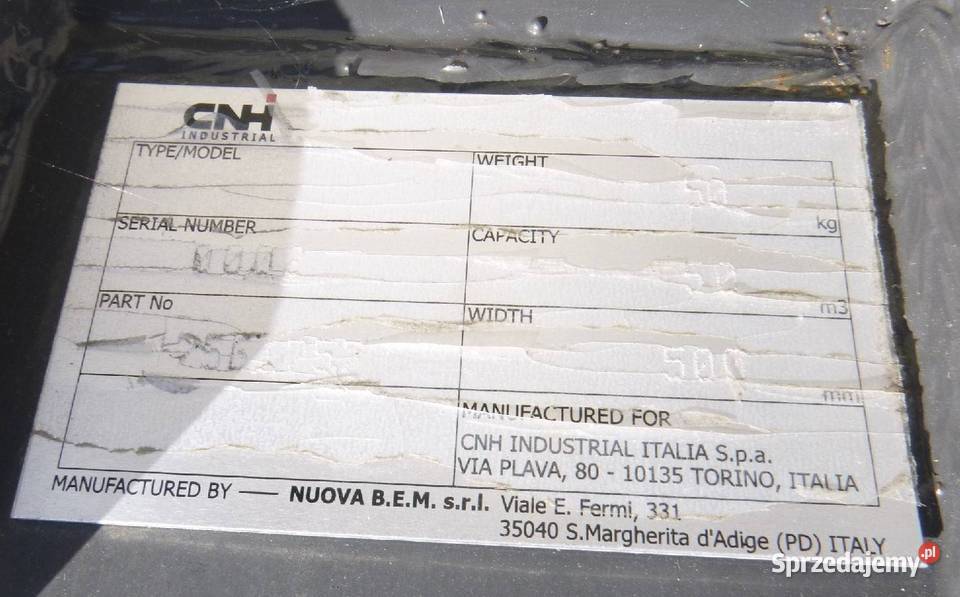 CNH
INDUSTRIAL
TYPE/MODEL
WEIGHT
50
kg
SERIAL NUMBER
CAPACITY
m3
PART No
WIDTH
500
mm
MANUFACTURED FOR
CNH INDUSTRIAL ITALIA S.p.a.
VIA PLAVA, 80 - 10135 TORINO, ITALIA
MANUFACTURED BY — NUOVA B.E.M. s.r.l. Viale E. Fermi, 331
35040 S.Margherita d'Adige (PD) ITALY
Sprzedajemy.pl